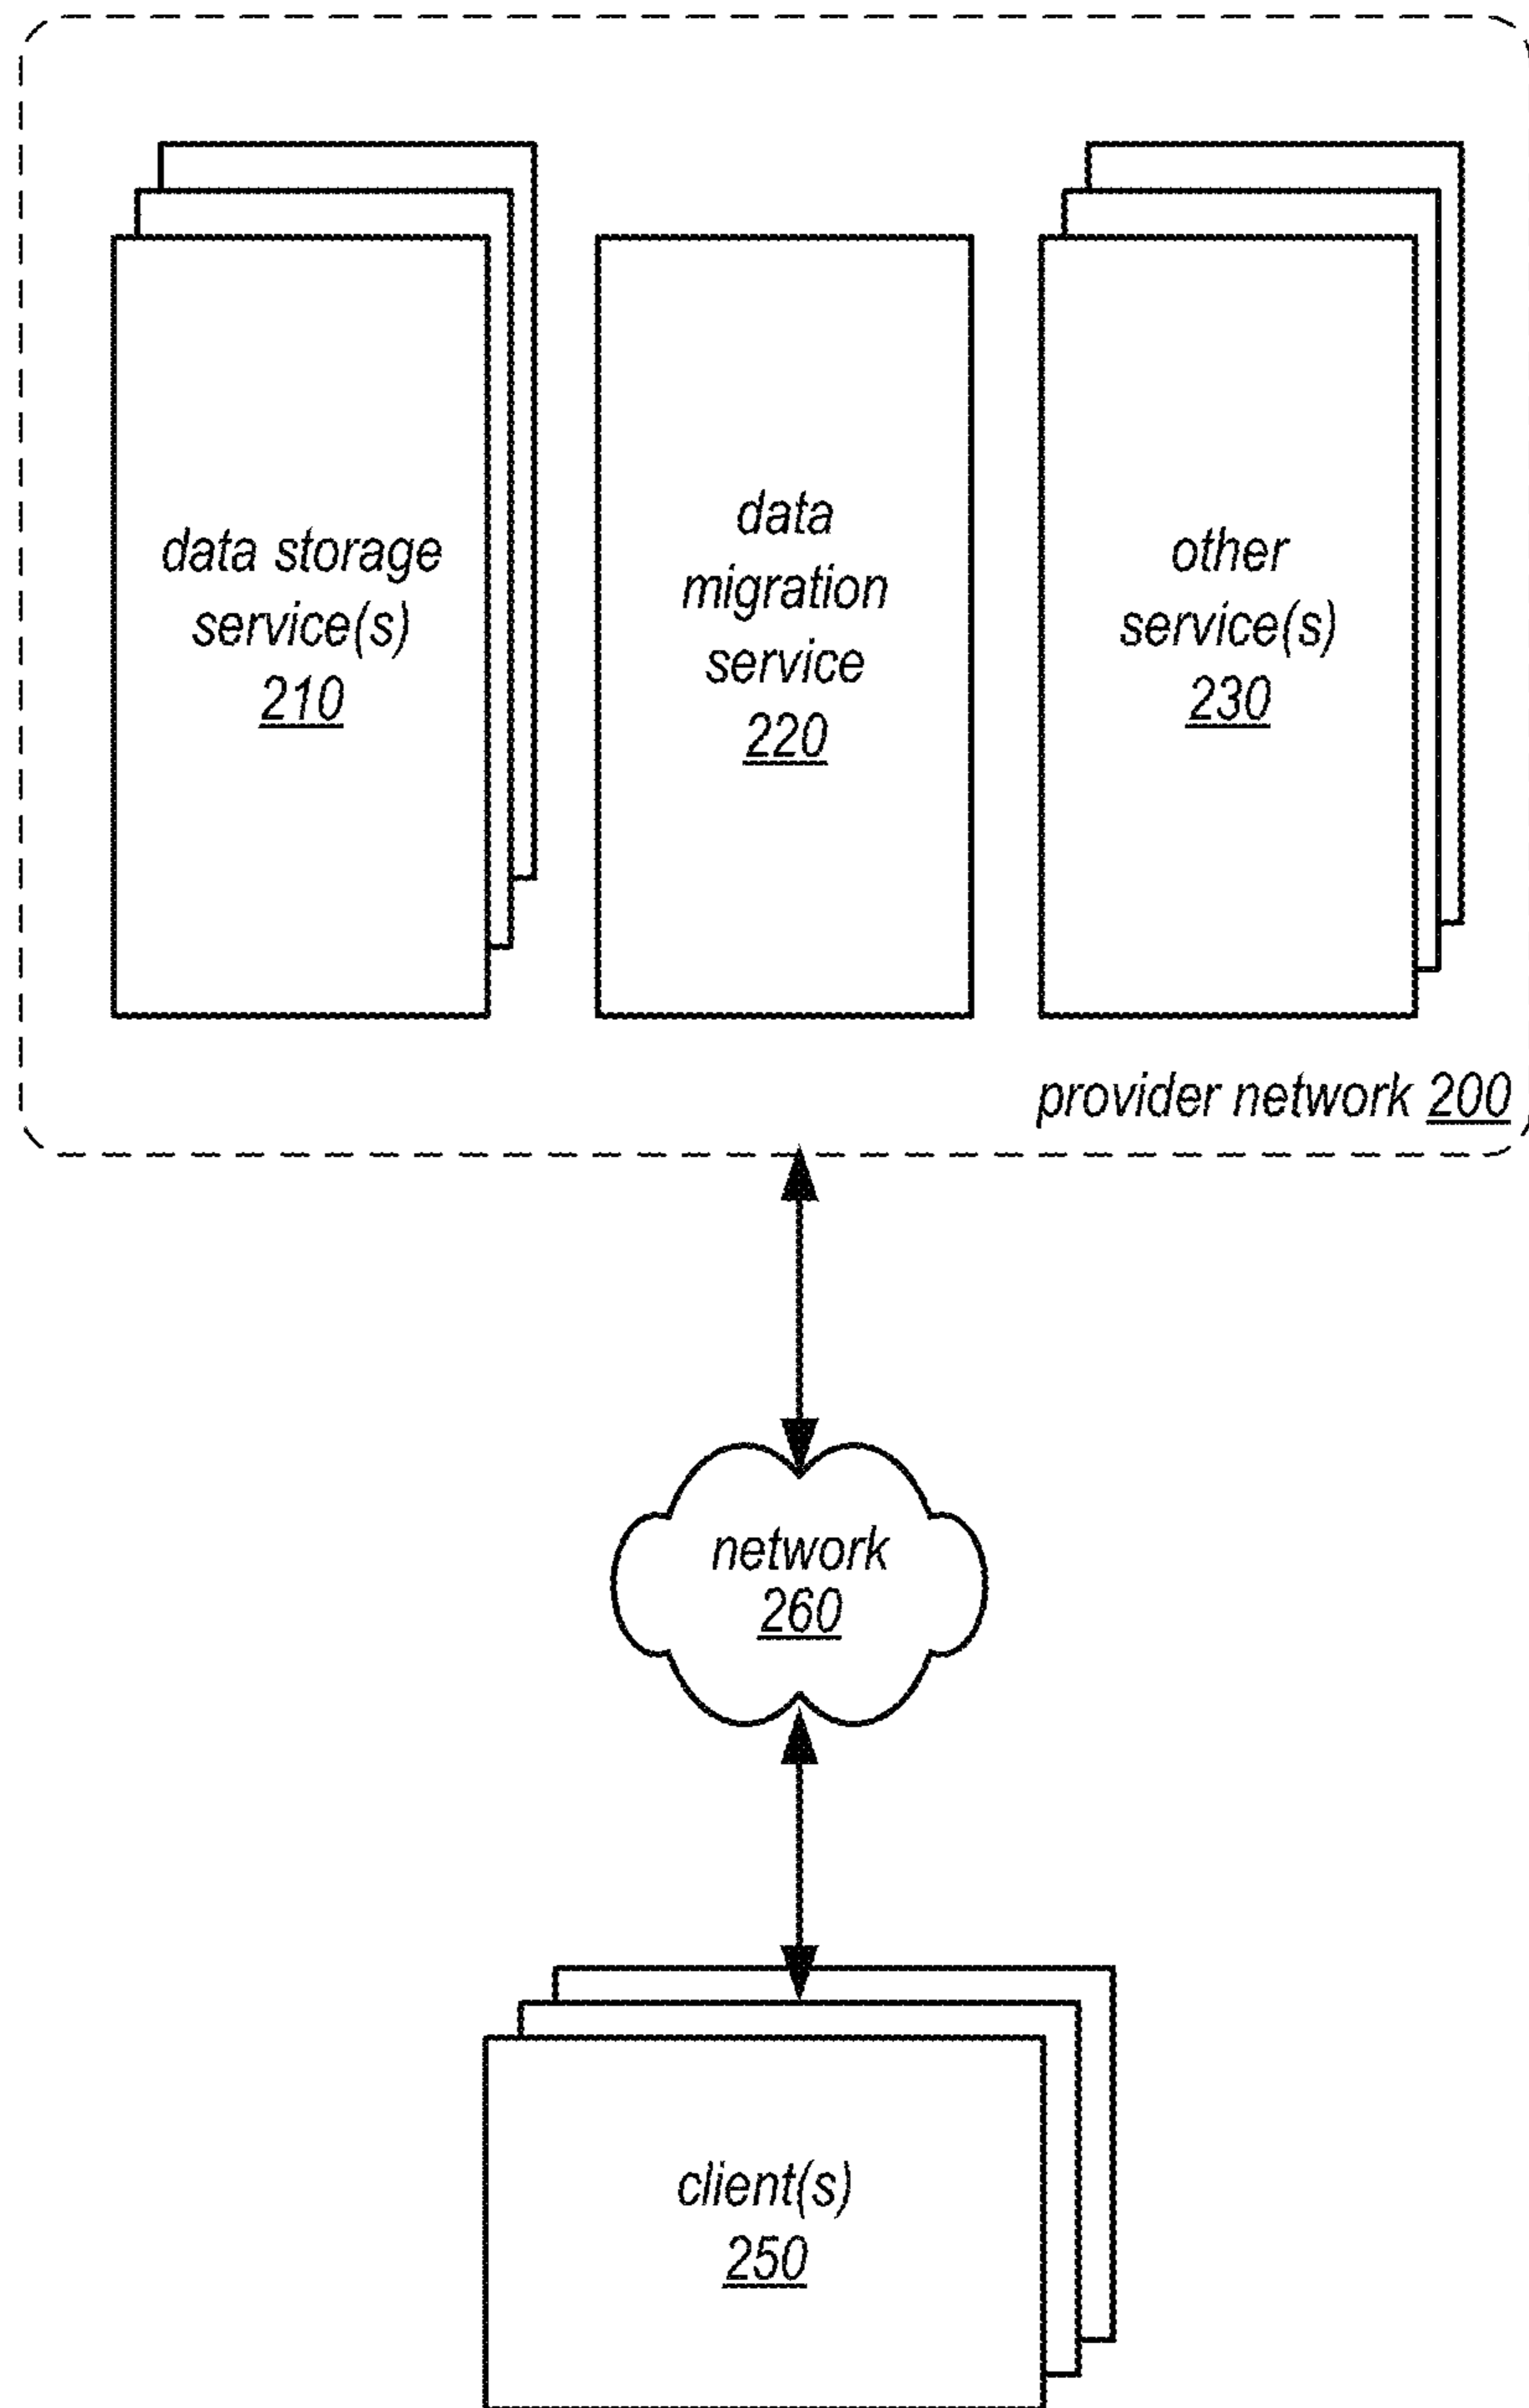 data storage
service(s)
210
data
migration
service
220
other
service(s)
230
provider network 200
network
260
client(s)
250